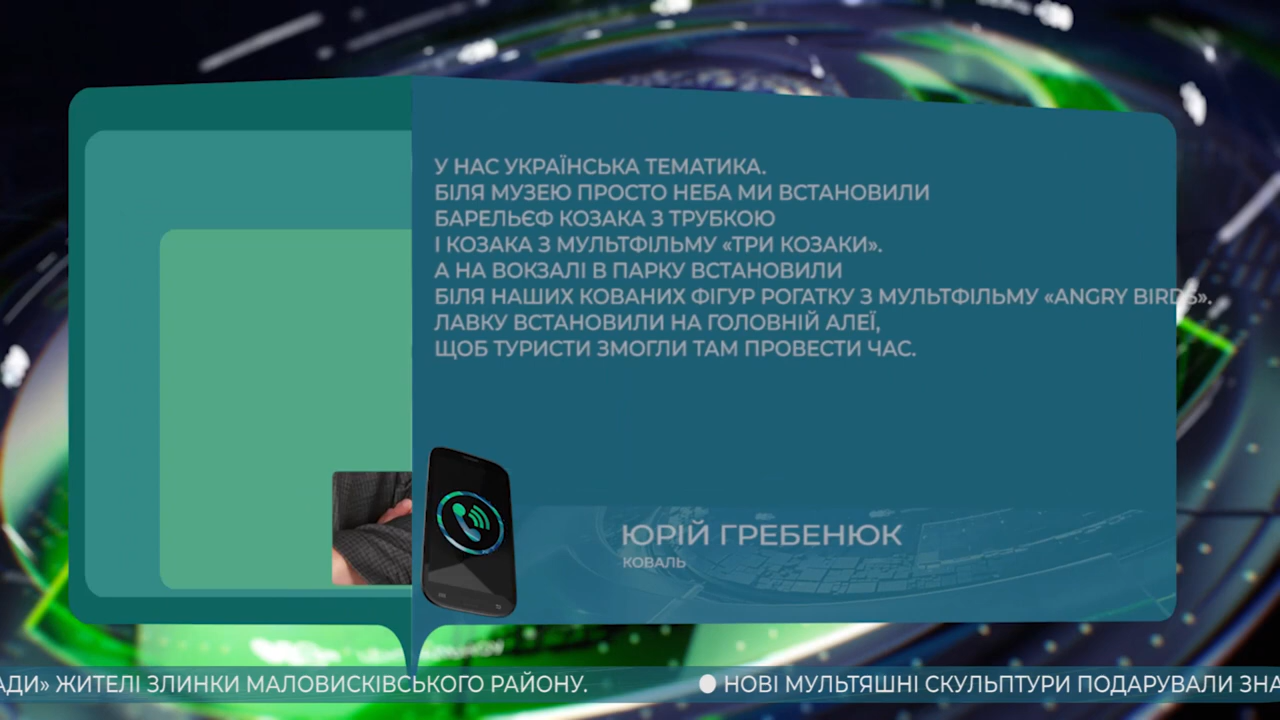 У НАС УКРАЇНСЬКА ТЕМАТИКА.
БІЛЯ МУЗЕЮ ПРОСТО НЕБА МИ ВСТАНОВИЛИ
БАРЕЛЬЄФ КОЗАКА З ТРУБКОЮ
І КОЗАКА З МУЛЬТФІЛЬМУ «ТРИ КОЗАКИ».
А НА ВОКЗАЛІ В ПАРКУ ВСТАНОВИЛИ
БІЛЯ НАШИХ КОВАНИХ ФІГУР РОГАТКУ З МУЛЬТФІЛЬМУ «ANGRY BIRDS».
ЛАВКУ ВСТАНОВИЛИ НА ГОЛОВНІЙ АЛЕЇ,
ЩОБ ТУРИСТИ ЗМОГЛИ ТАМ ПРОВЕСТИ ЧАС.
ЮРІЙ ГРЕБЕНЮК
КОВАЛЬ
АДИ» ЖИТЕЛІ ЗЛИНКИ МАЛОВИСКІВСЬКОГО РАЙОНУ. ● НОВІ МУЛЬТЯШНІ СКУЛЬПТУРИ ПОДАРУВАЛИ ЗНА